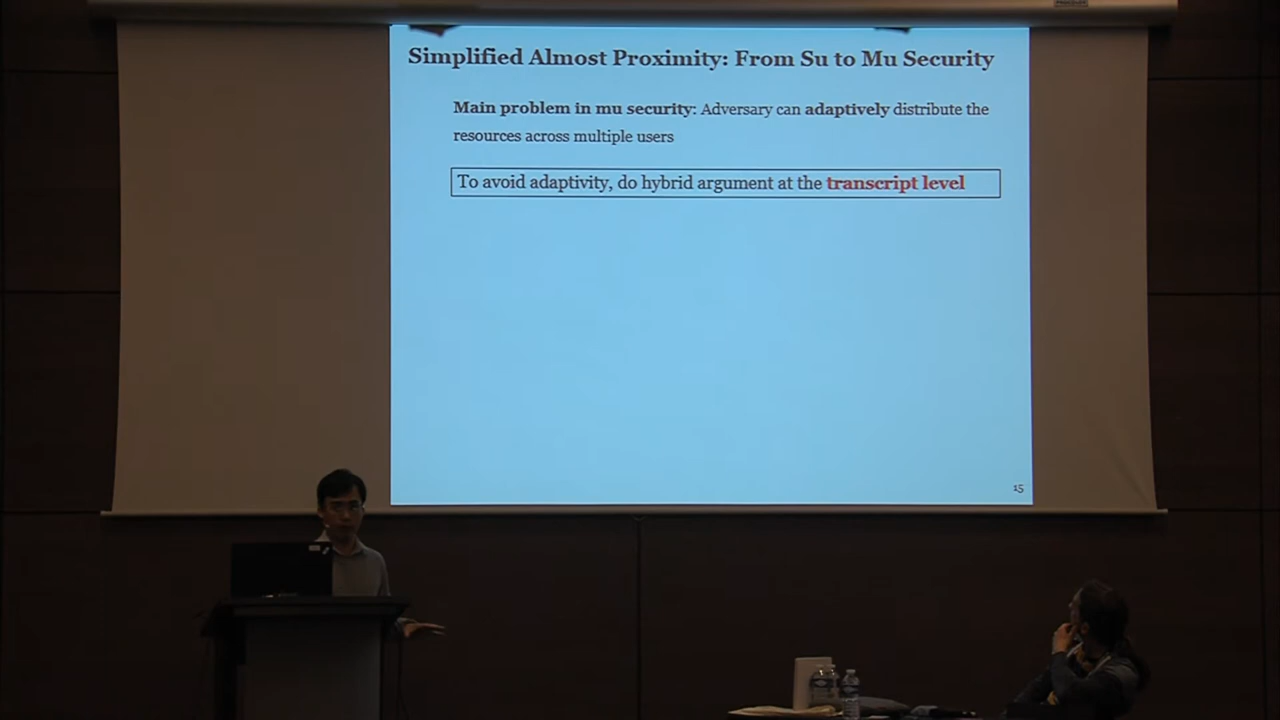 Simplified Almost Proximity: From Su to Mu Security
Main problem in mu security: Adversary can adaptively distribute the
resources across multiple users
To avoid adaptivity, do hybrid argument at the transcript level
15